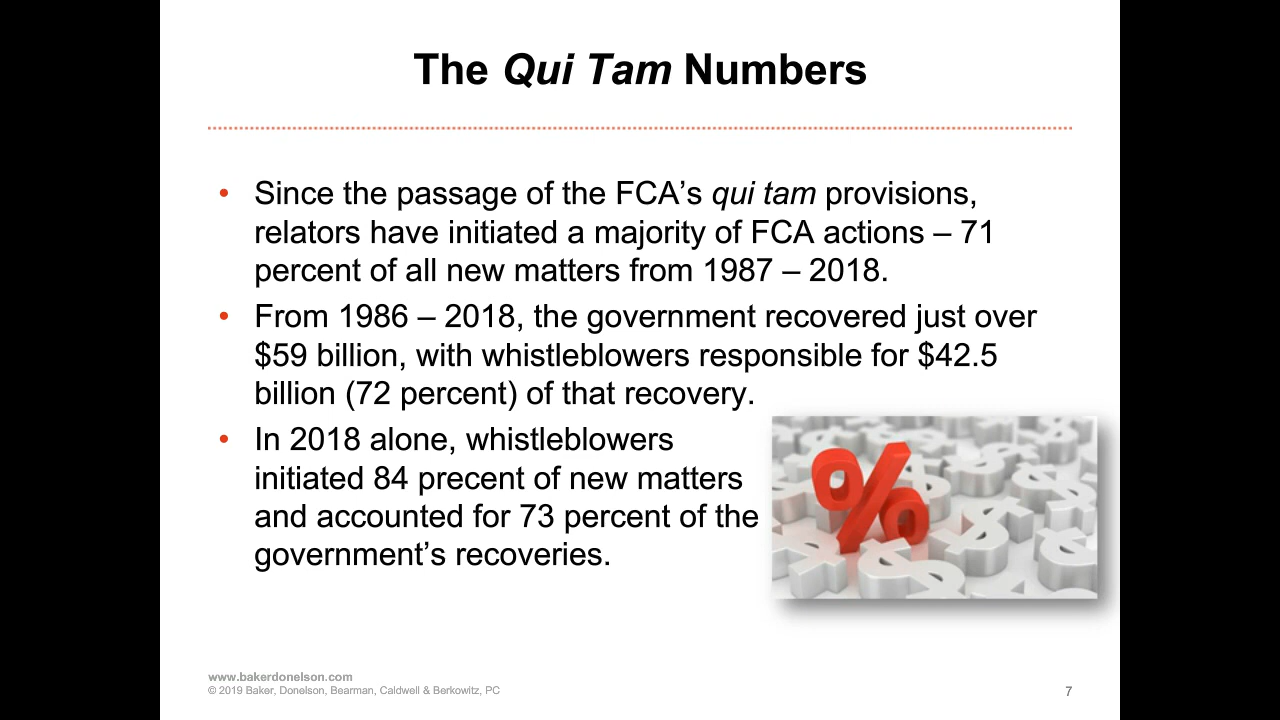 The Qui Tam Numbers
• Since the passage of the FCA’s qui tam provisions,
relators have initiated a majority of FCA actions – 71
percent of all new matters from 1987 – 2018.
• From 1986 – 2018, the government recovered just over
$59 billion, with whistleblowers responsible for $42.5
billion (72 percent) of that recovery.
• In 2018 alone, whistleblowers
initiated 84 precent of new matters
and accounted for 73 percent of the
government’s recoveries.
%
www.bakerdonelson.com
© 2019 Baker, Donelson, Bearman, Caldwell & Berkowitz, PC
7